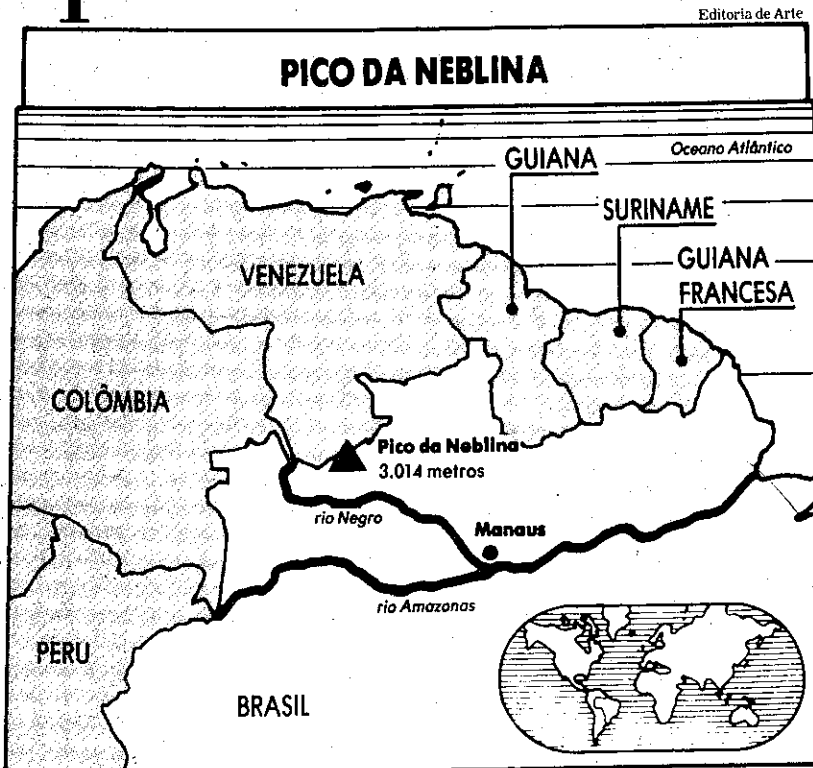 Editoria de Arte
PICO DA NEBLINA
Oceano Atlântico
GUIANA
SURINAME
GUIANA
FRANCESA
VENEZUELA
COLÔMBIA
Pico da Neblina
3.014 metros
rio Negro
Manaus
rio Amazonas
PERU
BRASIL